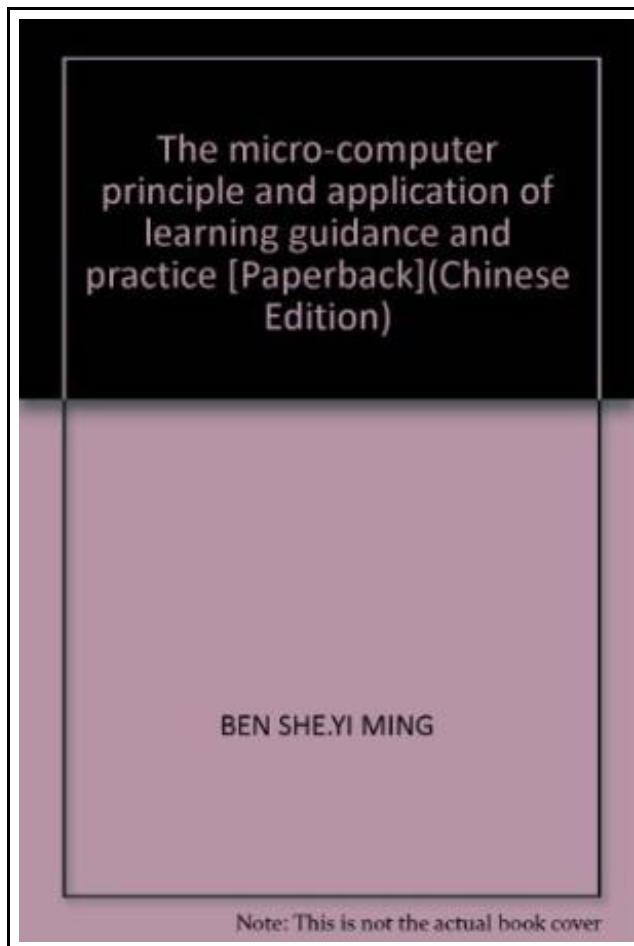 The micro-computer
principle and application of
learning guidance and
practice [Paperback](Chinese
Edition)
BEN SHE.YI MING
Note: This is not the actual book cover